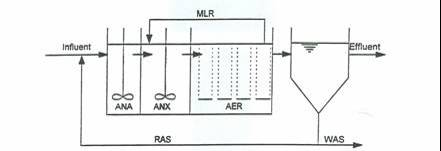 MLR
Influent
Effluent
ANA
ANX
AER
RAS
WAS